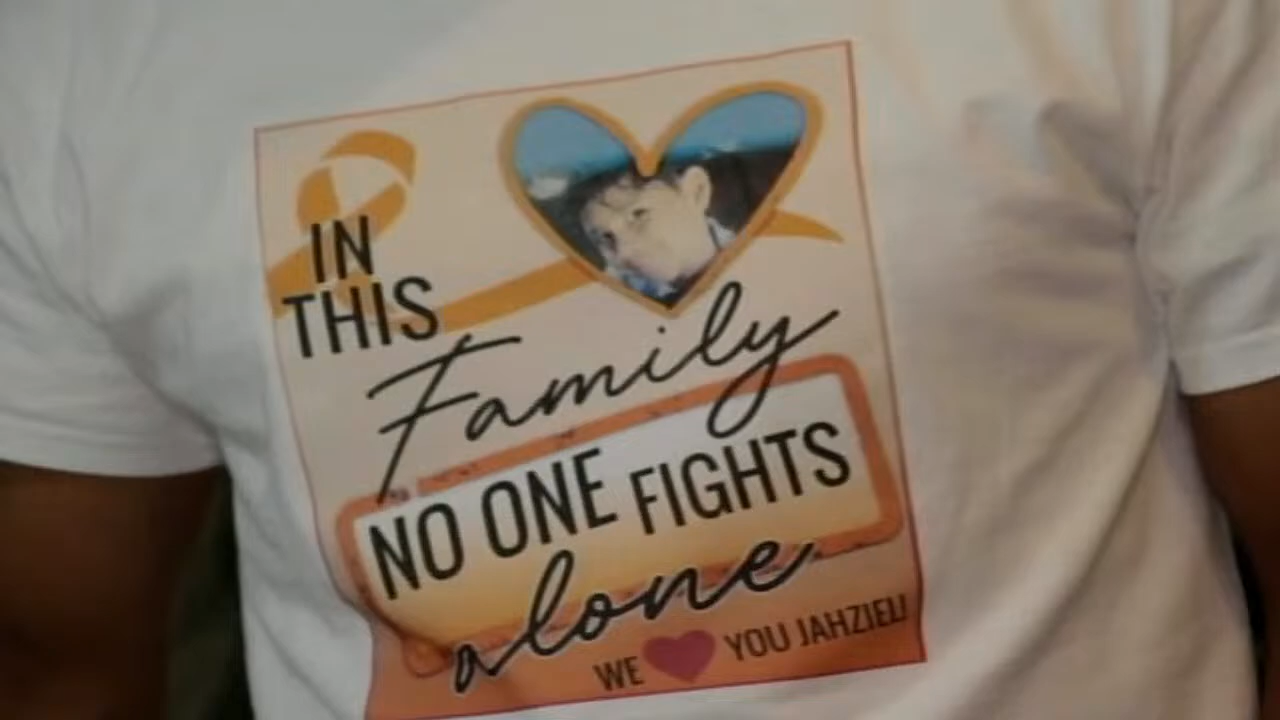 IN
THIS
Family
NO ONE FIGHTS
alone
WE YOU JAHZIEL!